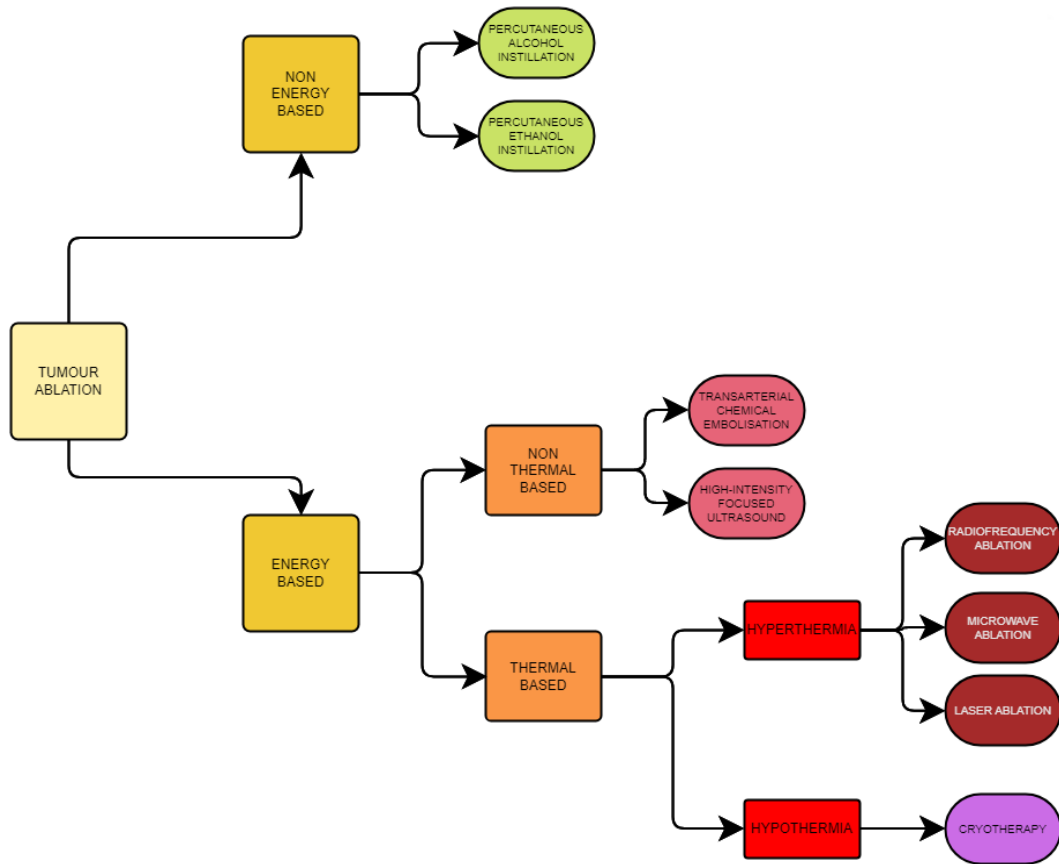 PERCUTANEOUS
ALCOHOL
INSTILLATION
NON
ENERGY
BASED
PERCUTANEOUS
ETHANOL
INSTILLATION
TUMOUR
ABLATION
TRANSARTERIAL
CHEMICAL
EMBOLISATION
NON
THERMAL
BASED
HIGH-INTENSITY
FOCUSED
ULTRASOUND
ENERGY
BASED
RADIOFREQUENCY
ABLATION
HYPERTHERMIA
MICROWAVE
ABLATION
THERMAL
BASED
LASER ABLATION
HYPOTHERMIA
CRYOTHERAPY